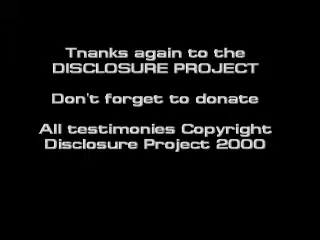 Tnanks again to the
DISCLOSURE PROJECT
Don't forget to donate
All testimonies Copyright
Disclosure Project 2000